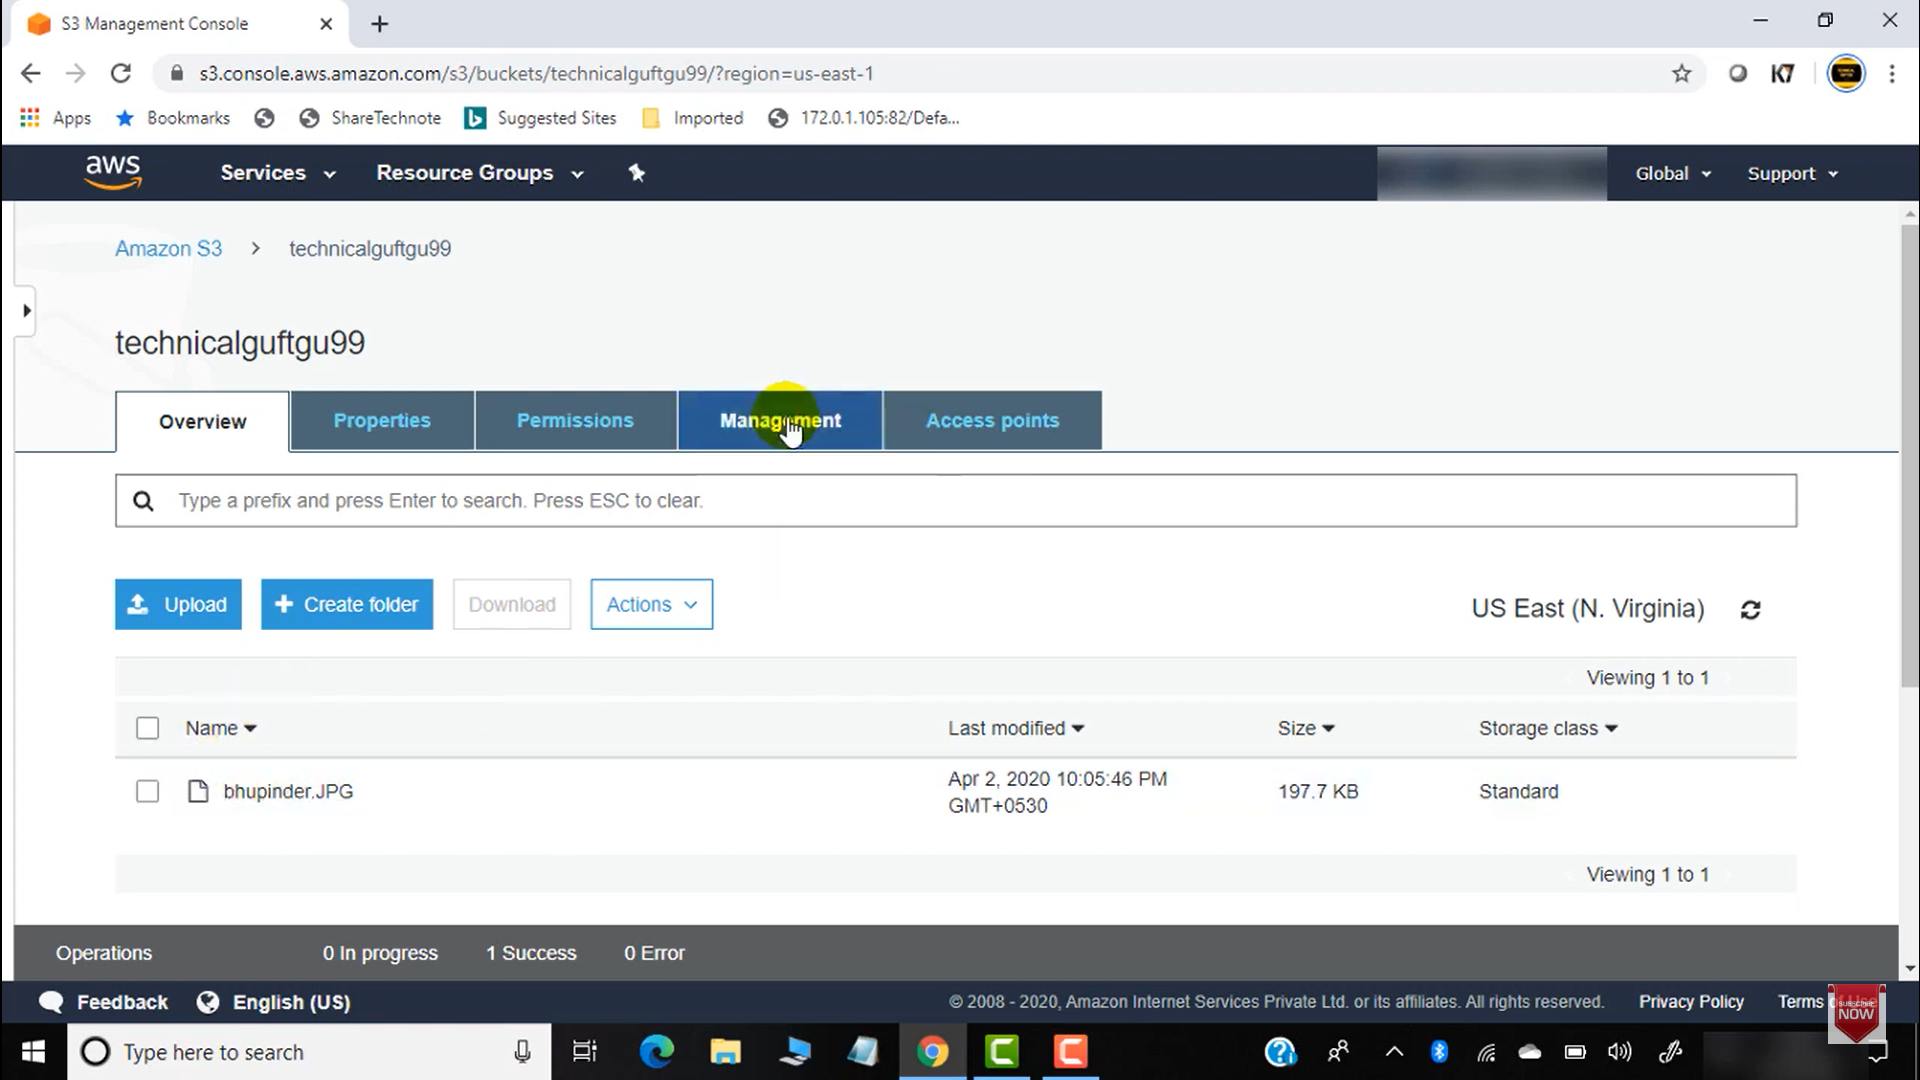 S3 Management Console
s3.console.aws.amazon.com/s3/buckets/technicalguftgu99/?region=us-east-1
K7
Apps Bookmarks ShareTechnote Suggested Sites Imported 172.0.1.105:82/Defa...
aws Services Resource Groups Global Support
Amazon S3 > technicalguftgu99
technicalguftgu99
Overview Properties Permissions Management Access points
Type a prefix and press Enter to search. Press ESC to clear.
Upload + Create folder Download Actions
US East (N. Virginia)
Viewing 1 to 1
Name Last modified Size Storage class
bhupinder.JPG Apr 2, 2020 10:05:46 PM GMT+0530 197.7 KB Standard
Viewing 1 to 1
Operations 0 In progress 1 Success 0 Error
Feedback English (US) © 2008 - 2020, Amazon Internet Services Private Ltd. or its affiliates. All rights reserved. Privacy Policy Terms of Use
SUBSCRIBE
NOW
Type here to search